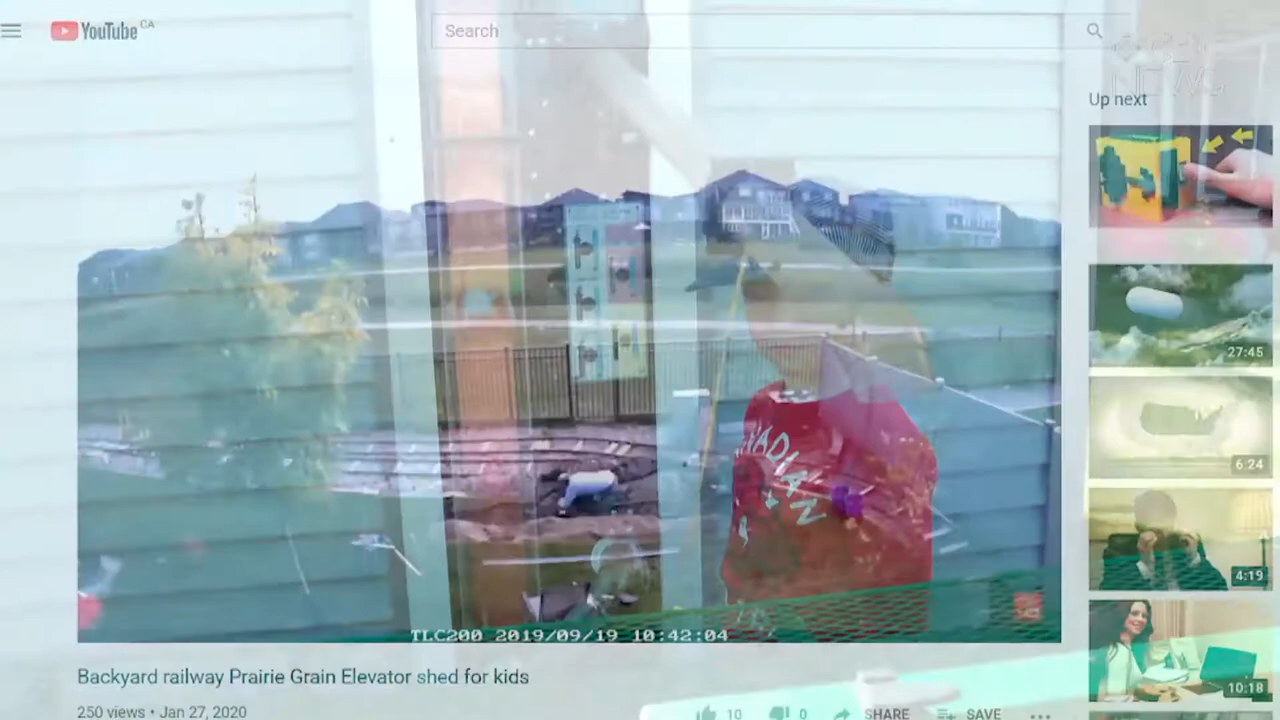 YouTube CA
Search
NEWS
Up next
27:45
6:24
4:19
TLC200 2019/09/19 10:42:04
10:18
Backyard railway Prairie Grain Elevator shed for kids
250 views • Jan 27, 2020
10
0
SHARE
SAVE